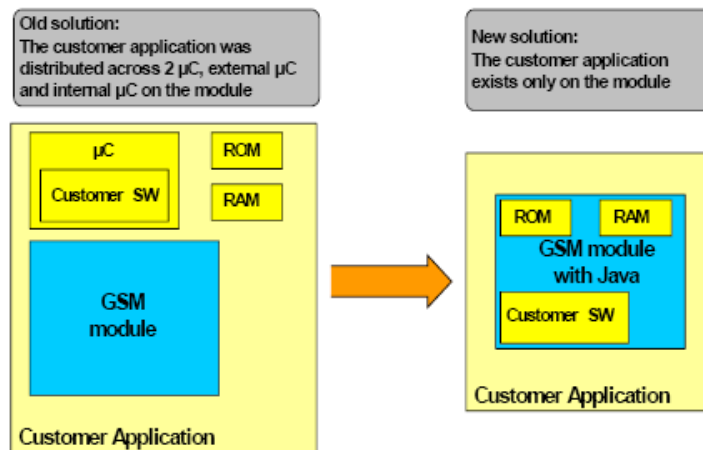 Old solution:
The customer application was
distributed across 2 µC, external µC
and internal µC on the module
New solution:
The customer application
exists only on the module
µC
Customer SW
ROM
RAM
GSM
module
Customer Application
ROM
RAM
GSM module
with Java
Customer SW
Customer Application